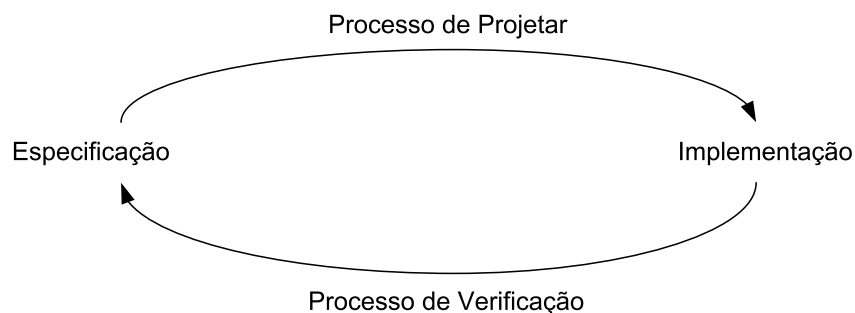 Processo de Projetar
Especificação
Implementação
Processo de Verificação